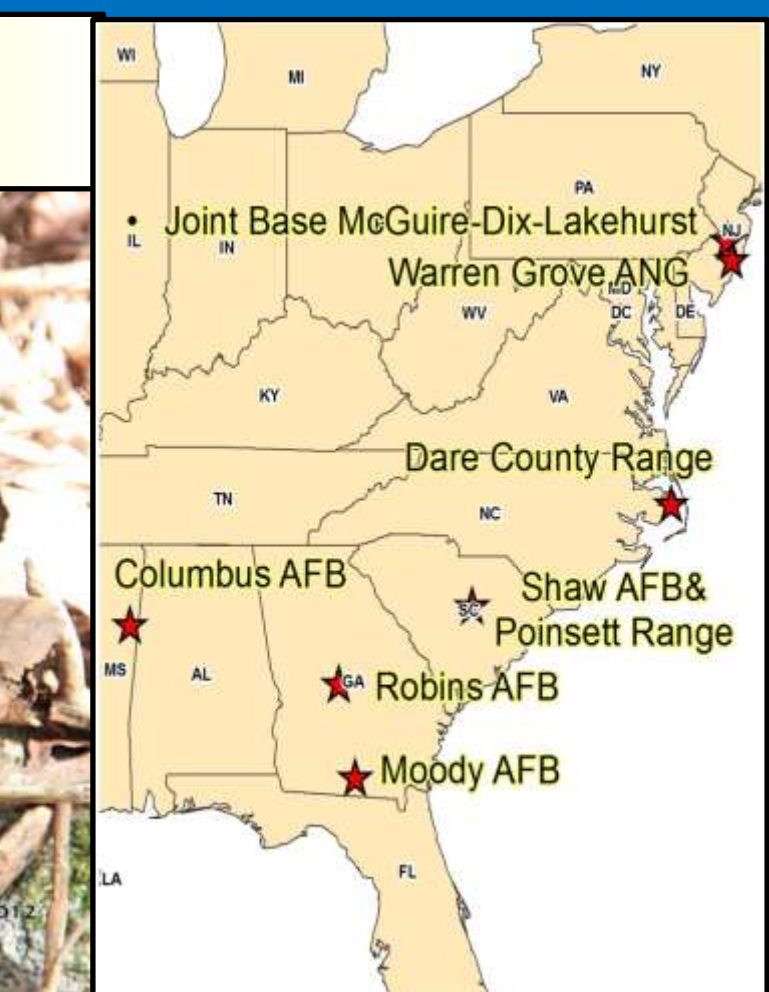 WI
MI
NY
PA
• Joint Base McGuire-Dix-Lakehurst
NJ
IL
IN
Warren Grove ANG
MD
WV
DC
DE
KY
VA
Dare County Range
TN
NC
Columbus AFB
Shaw AFB&
SC
Poinsett Range
MS
AL
GA
Robins AFB
Moody AFB
LA
FL